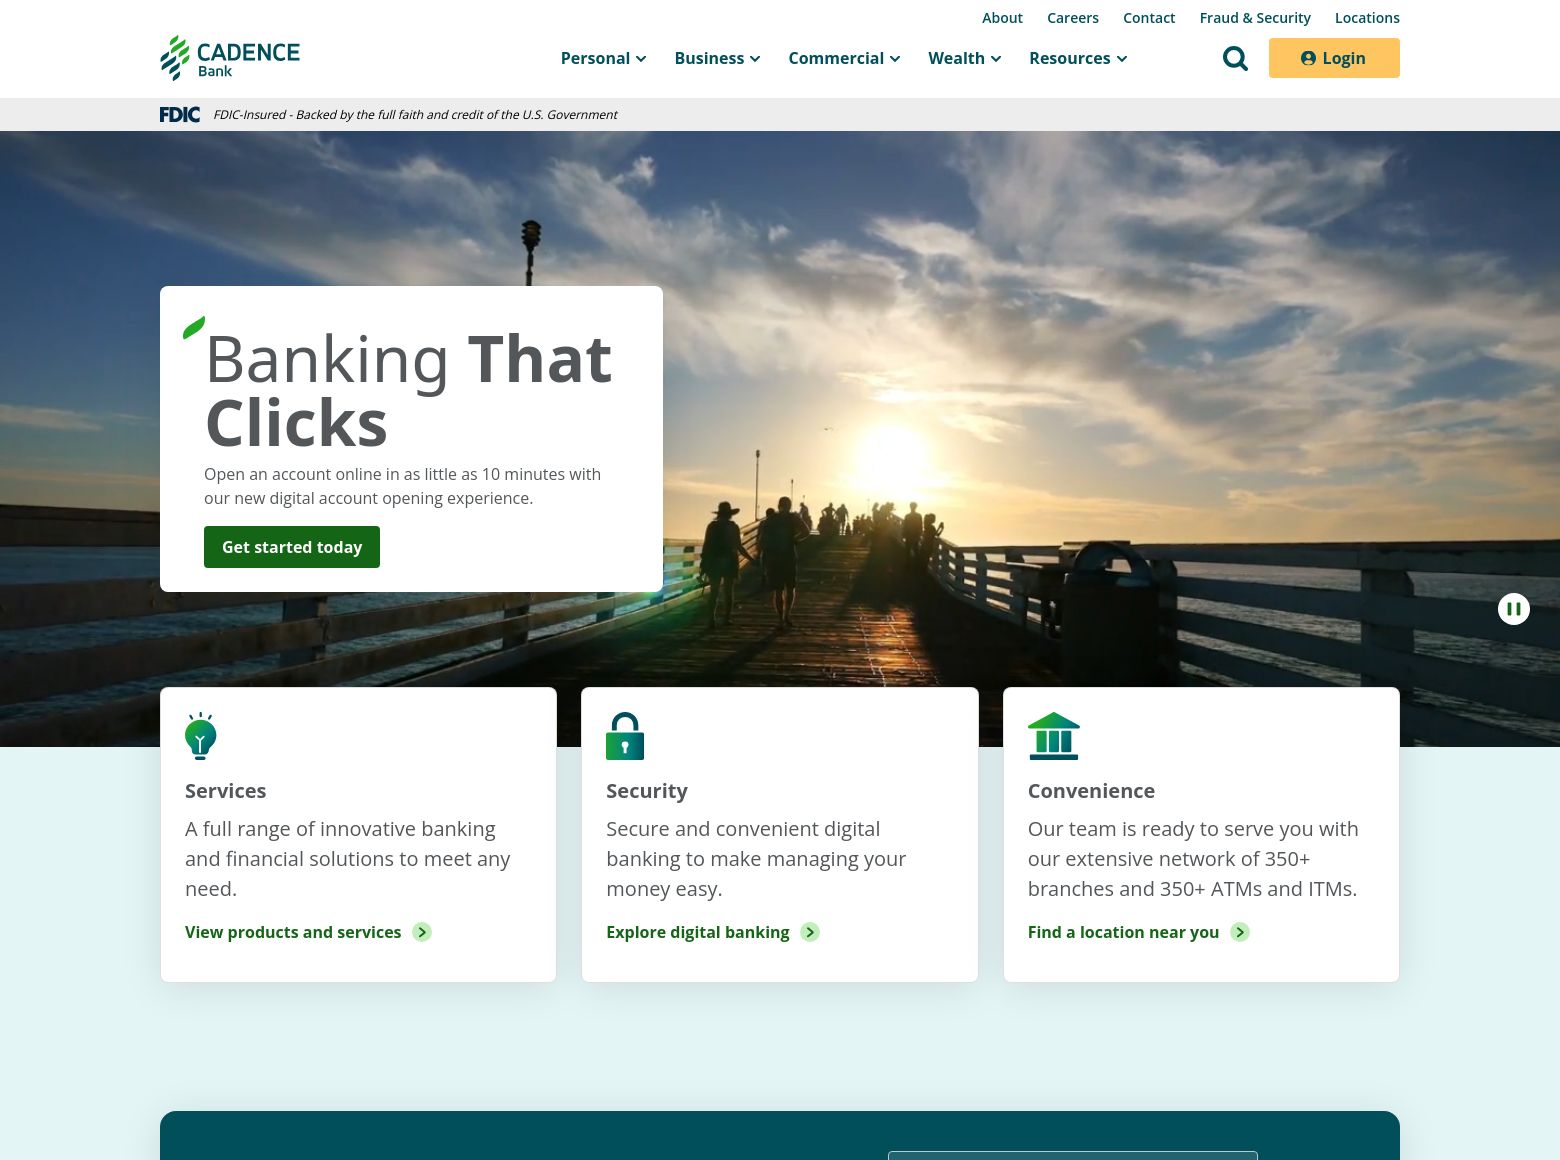 About Careers Contact Fraud & Security Locations
CADENCE
Bank
Personal Business Commercial Wealth Resources Login
FDIC FDIC-Insured - Backed by the full faith and credit of the U.S. Government
Banking That
Clicks
Open an account online in as little as 10 minutes with
our new digital account opening experience.
Get started today
Services
A full range of innovative banking
and financial solutions to meet any
need.
View products and services
Security
Secure and convenient digital
banking to make managing your
money easy.
Explore digital banking
Convenience
Our team is ready to serve you with
our extensive network of 350+
branches and 350+ ATMs and ITMs.
Find a location near you